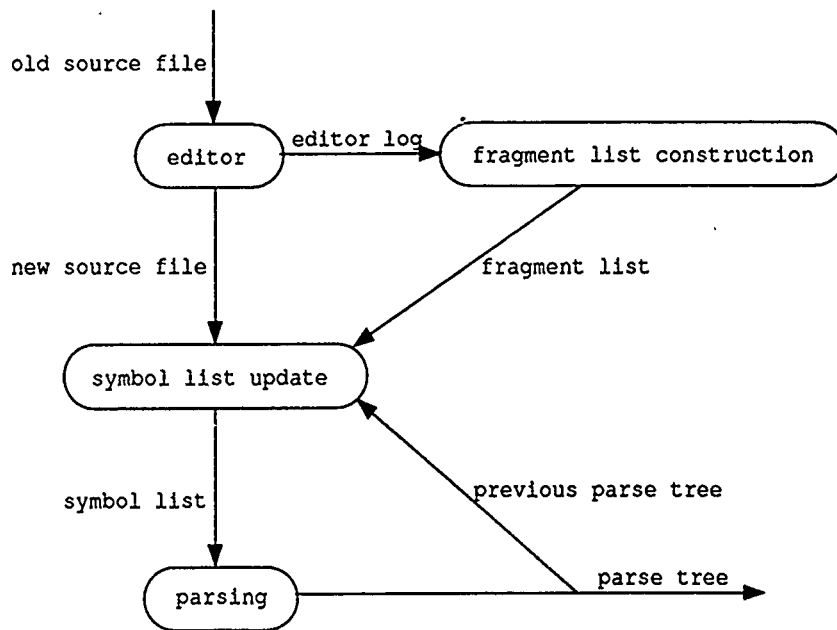 old source file
editor log
editor
fragment list construction
new source file
fragment list
symbol list update
symbol list
previous parse tree
parse tree
parsing